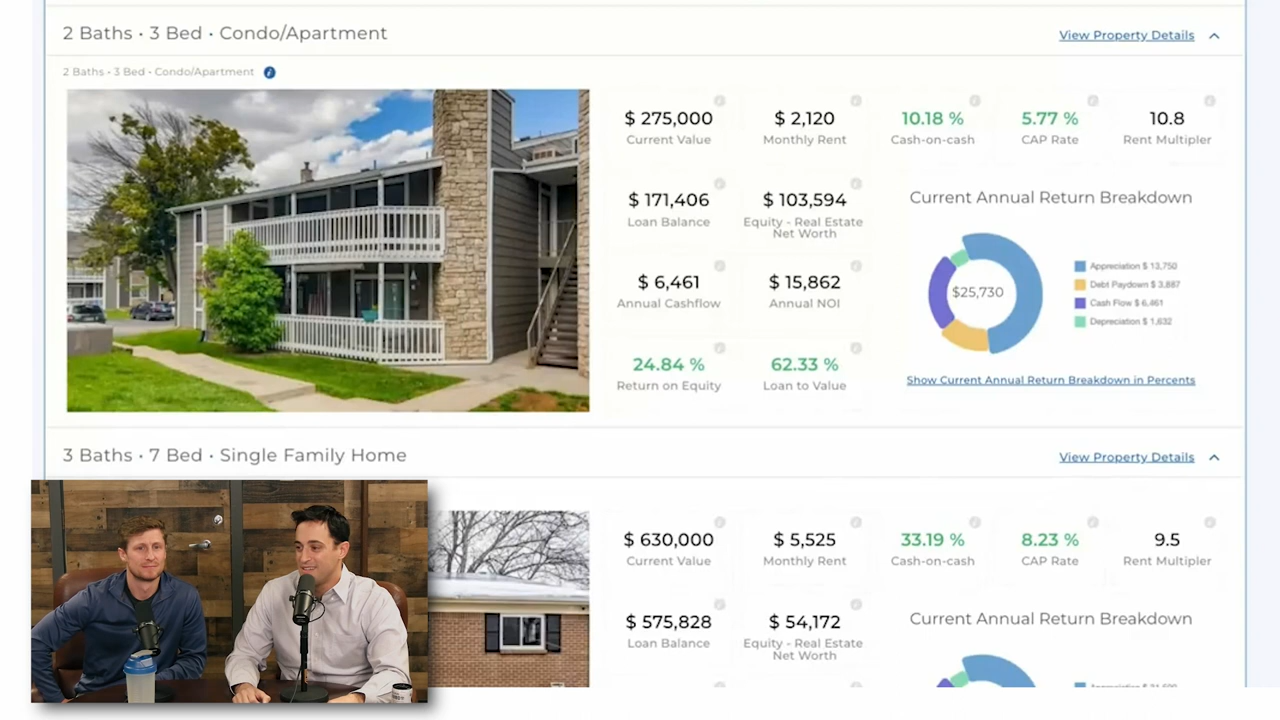 2 Baths • 3 Bed • Condo/Apartment
View Property Details
2 Baths • 3 Bed • Condo/Apartment
$ 275,000
Current Value
$ 2,120
Monthly Rent
10.18 %
Cash-on-cash
5.77 %
CAP Rate
10.8
Rent Multipler
$ 171,406
Loan Balance
$ 103,594
Equity - Real Estate
Net Worth
Current Annual Return Breakdown
$25,730
Appreciation $ 13,750
Debt Paydown $ 3,887
Cash Flow $ 6,461
Depreciation $ 1,632
$ 6,461
Annual Cashflow
$ 15,862
Annual NOI
24.84 %
Return on Equity
62.33 %
Loan to Value
Show Current Annual Return Breakdown in Percents
3 Baths • 7 Bed • Single Family Home
View Property Details
$ 630,000
Current Value
$ 5,525
Monthly Rent
33.19 %
Cash-on-cash
8.23 %
CAP Rate
9.5
Rent Multipler
$ 575,828
Loan Balance
$ 54,172
Equity - Real Estate
Net Worth
Current Annual Return Breakdown